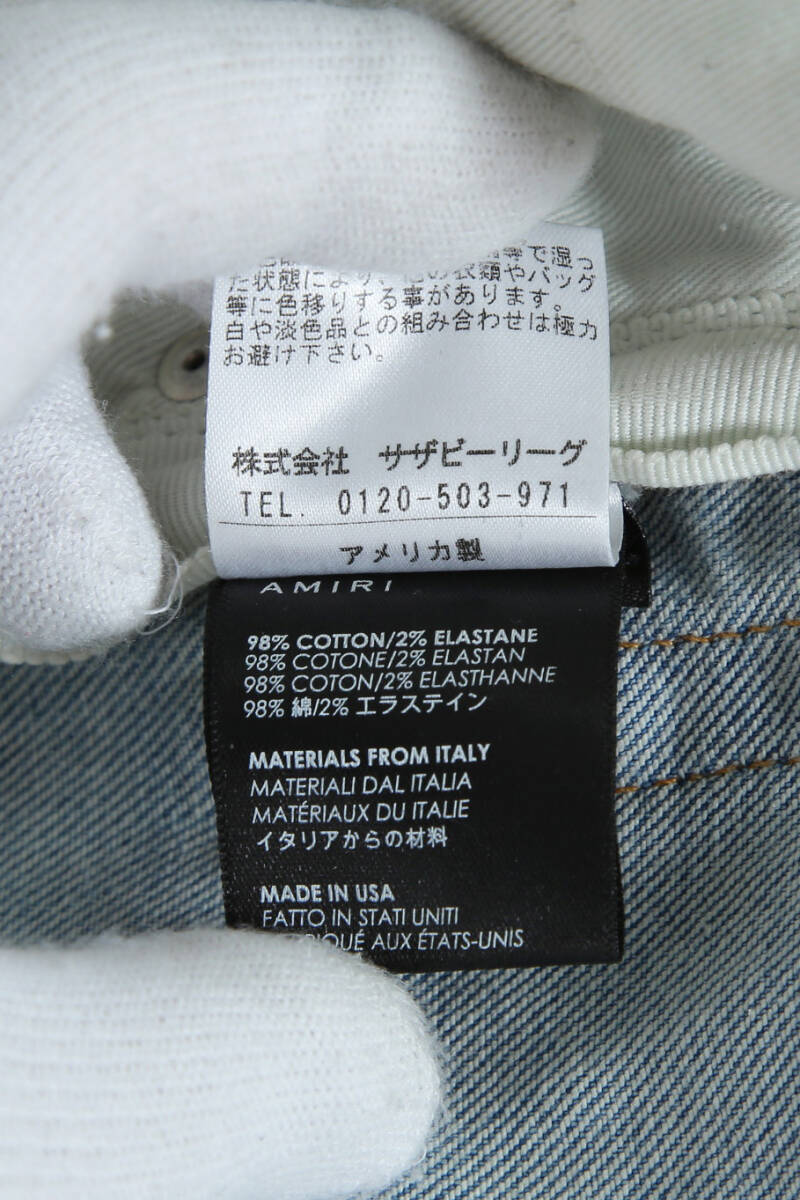 等で湿っ
た状態により、他の衣類やバッグ
等に色移りする事があります。
白や淡色品との組み合わせは極力
お避け下さい。
株式会社 サザビーリーグ
TEL. 0120-503-971
アメリカ製
AMIRI
98% COTTON/2% ELASTANE
98% COTONE/2% ELASTAN
98% COTON/2% ELASTHANNE
98% 綿/2% エラステイン
MATERIALS FROM ITALY
MATERIALI DAL ITALIA
MATÉRIAUX DU ITALIE
イタリアからの材料
MADE IN USA
FATTO IN STATI UNITI
AUX ÉTATS-UNIS